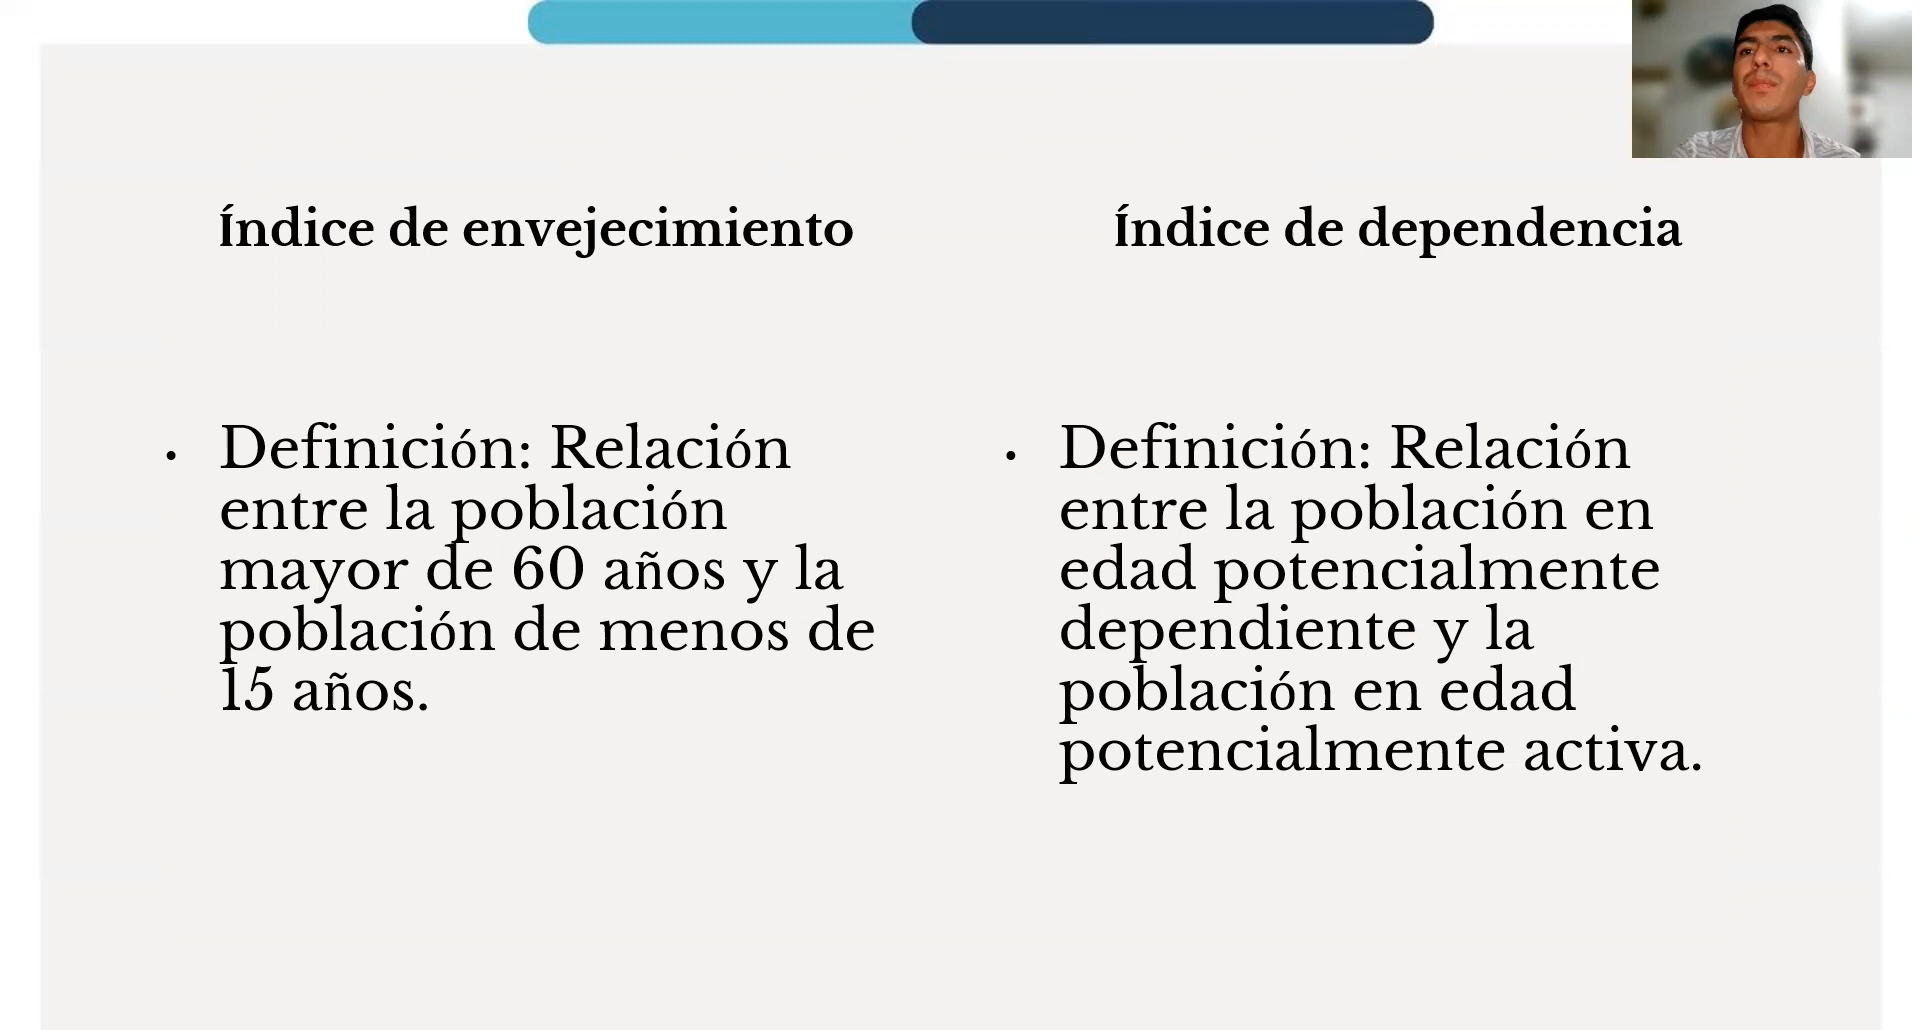 Índice de envejecimiento
Definición: Relación
entre la población
mayor de 60 años y la
población de menos de
15 años.
Índice de dependencia
Definición: Relación
entre la población en
edad potencialmente
dependiente y la
población en edad
potencialmente activa.